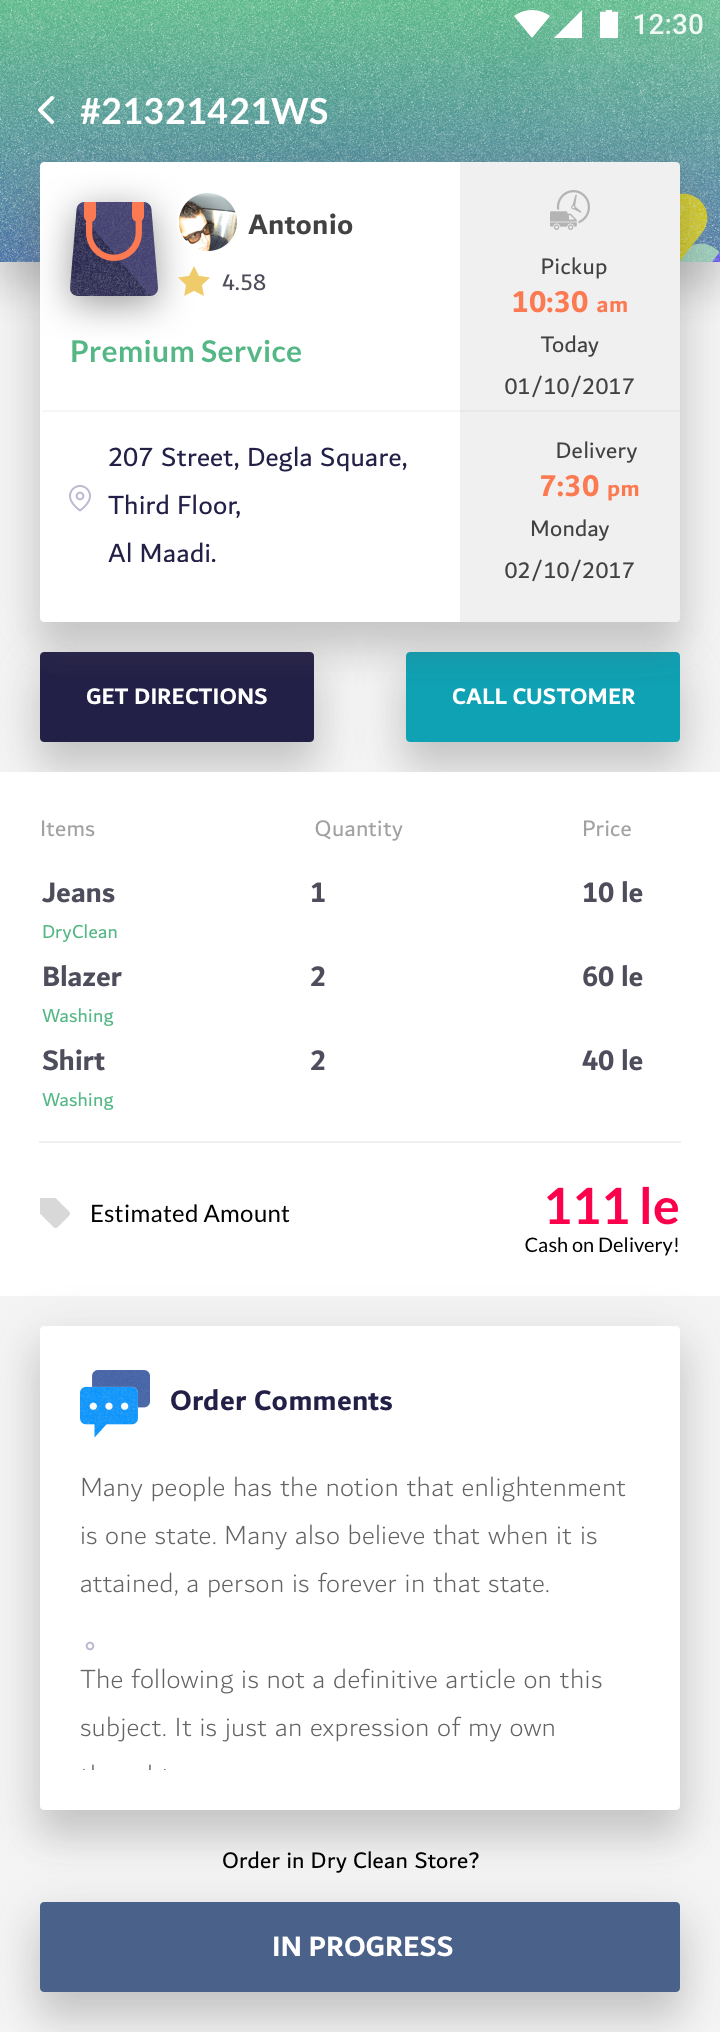 12:30
#21321421WS
Antonio
4.58
Premium Service
Pickup
10:30 am
Today
01/10/2017
207 Street, Degla Square,
Third Floor,
Al Maadi.
Delivery
7:30 pm
Monday
02/10/2017
GET DIRECTIONS
CALL CUSTOMER
Items Quantity Price
Jeans 1 10 le
DryClean
Blazer 2 60 le
Washing
Shirt 2 40 le
Washing
Estimated Amount
111 le
Cash on Delivery!
Order Comments
Many people has the notion that enlightenment
is one state. Many also believe that when it is
attained, a person is forever in that state.
The following is not a definitive article on this
subject. It is just an expression of my own
Order in Dry Clean Store?
IN PROGRESS